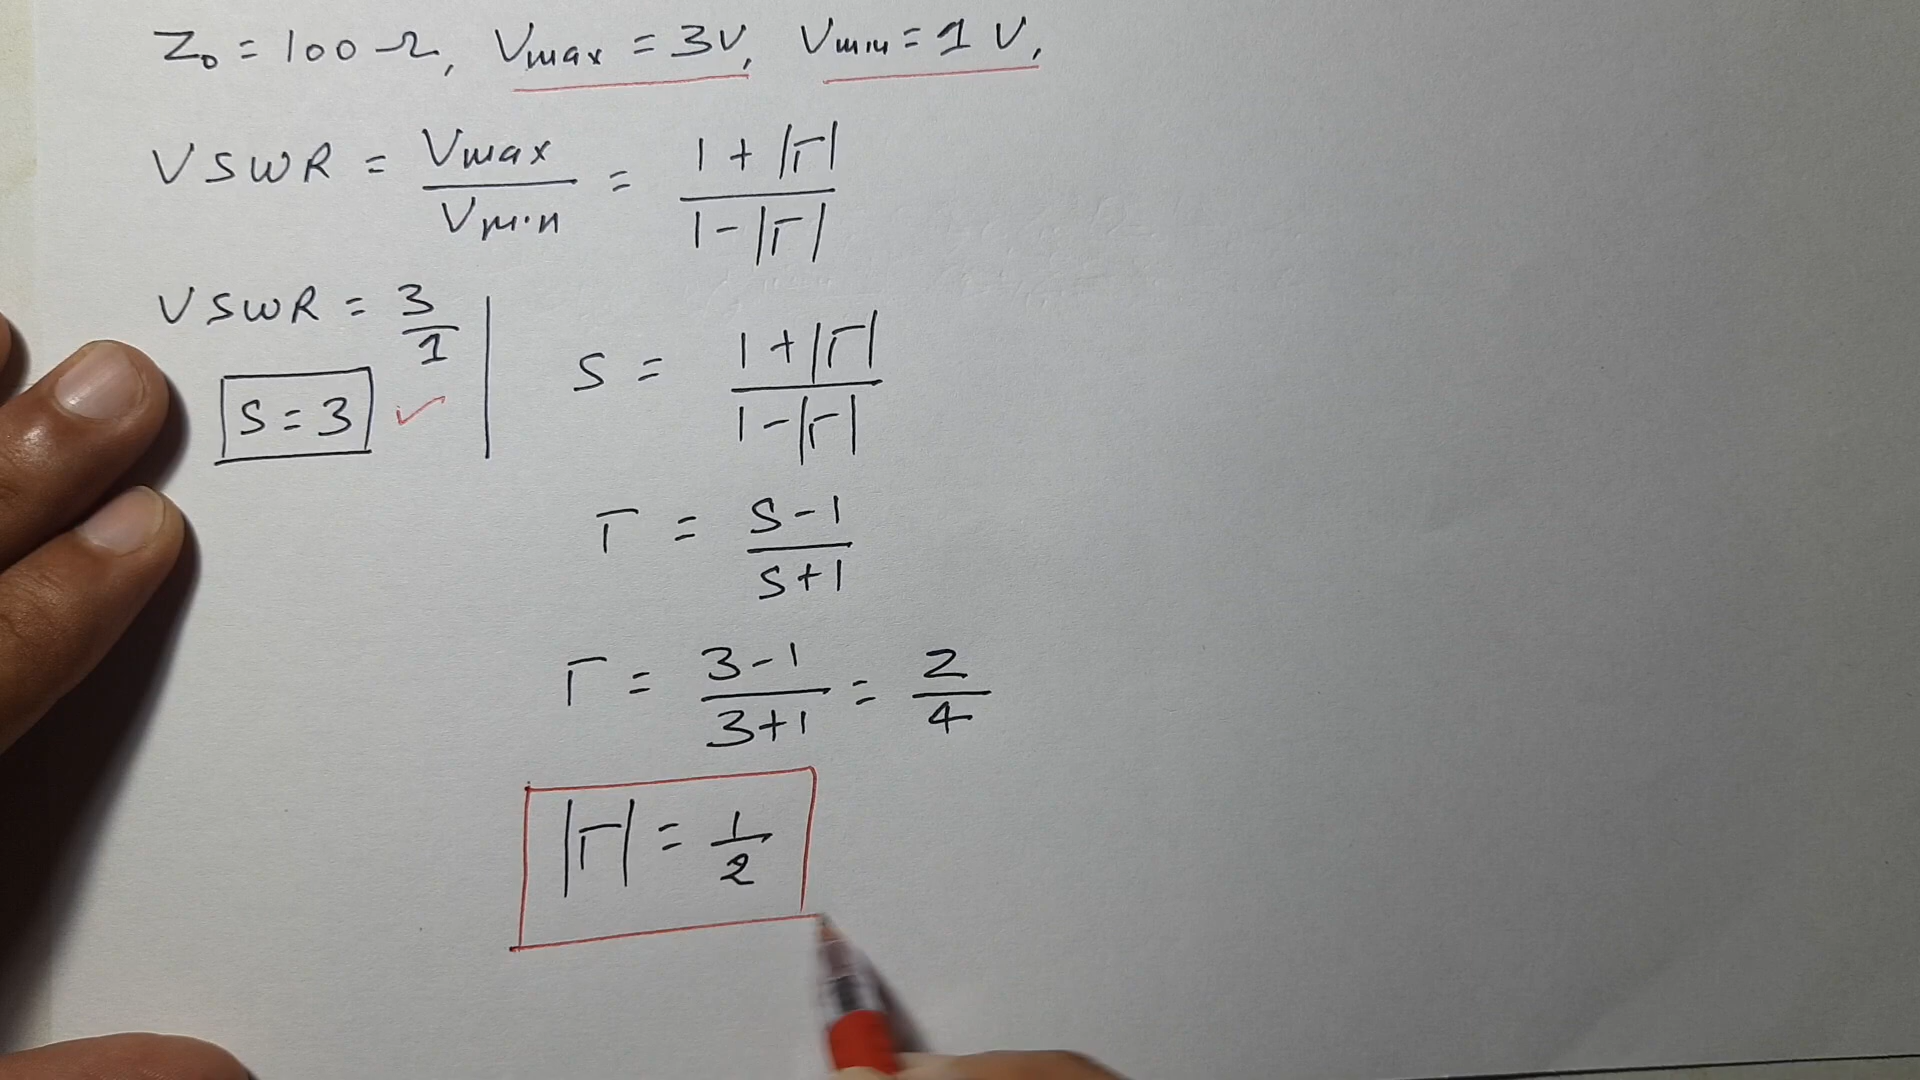 Z₀ = 100 Ω, Vmax = 3V, Vmin = 1 V,
VSWR = Vmax / Vmin = 1 + |Γ| / 1 - |Γ|
VSWR = 3 / 1
S = 3 ✓
S = 1 + |Γ| / 1 - |Γ|
Γ = S - 1 / S + 1
Γ = 3 - 1 / 3 + 1 = 2 / 4
|Γ| = 1 / 2